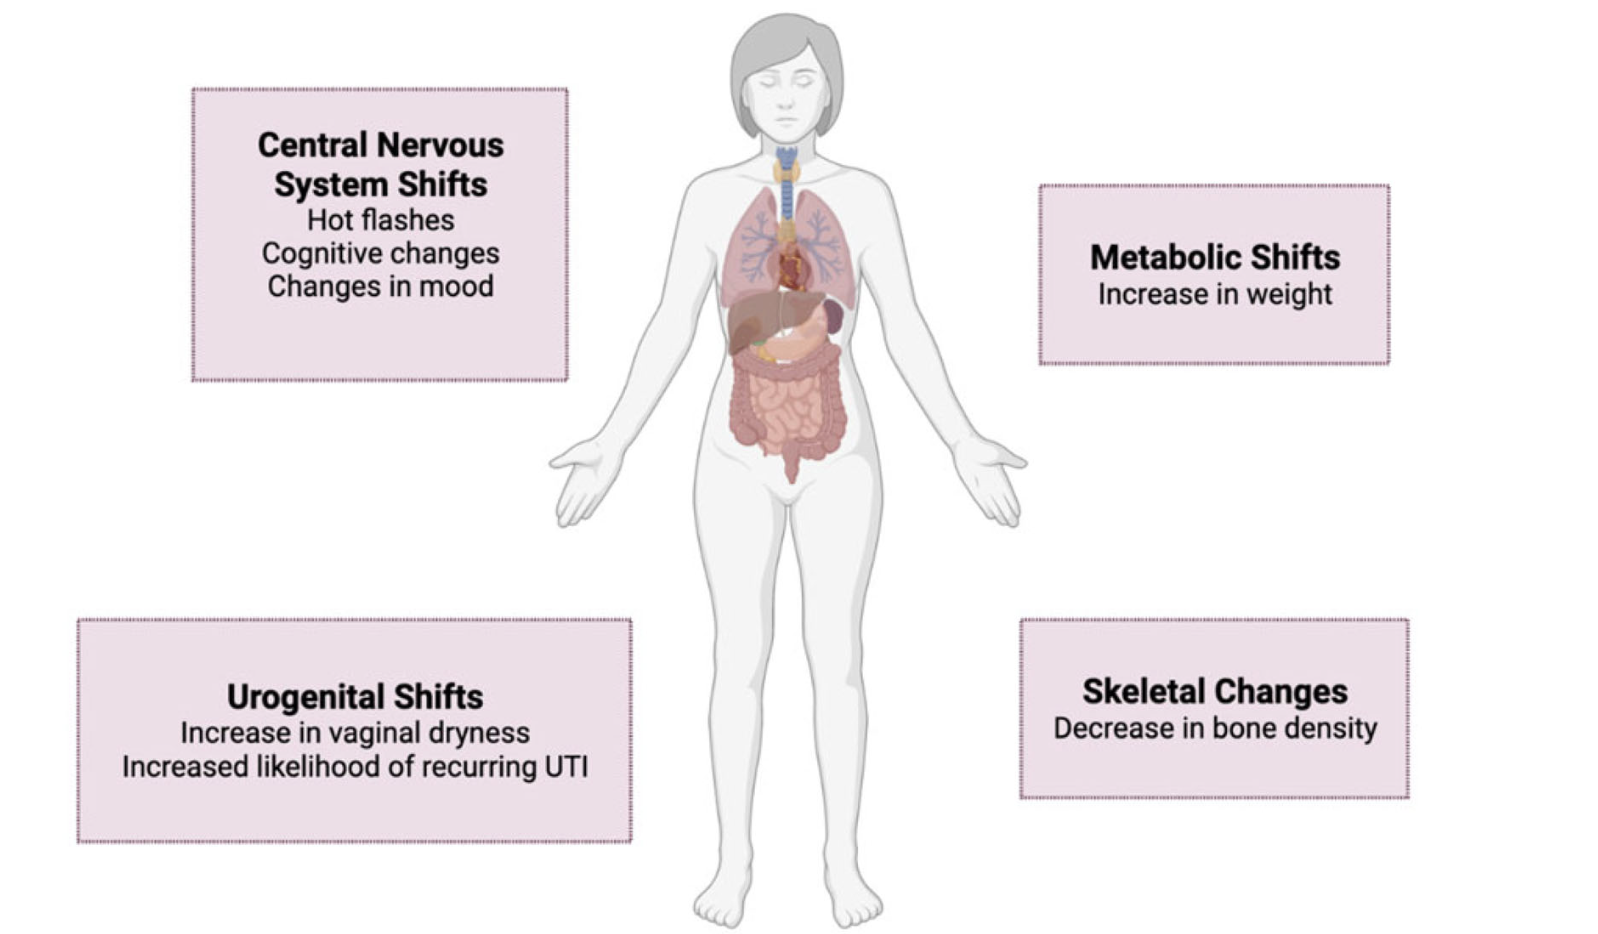 Central Nervous
System Shifts
Hot flashes
Cognitive changes
Changes in mood
Metabolic Shifts
Increase in weight
Urogenital Shifts
Increase in vaginal dryness
Increased likelihood of recurring UTI
Skeletal Changes
Decrease in bone density